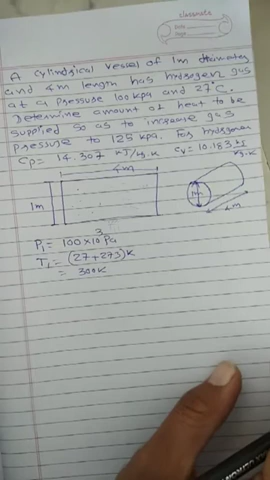 classmate
Date
Page
A cylindrical vessel of 1m diameter
and 4m length has hydrogen gas
at a pressure 100 kpa and 27°C.
Determine amount of heat to be
supplied so as to increase gas
pressure to 125 kpa. For hydrogen
Cp = 14.307 KJ/kg.K Cv = 10.183 KJ/kg.K
4m
1m
1m
4m
P₁ = 100×10³ Pa
T₁ = (27+273)K
= 300K